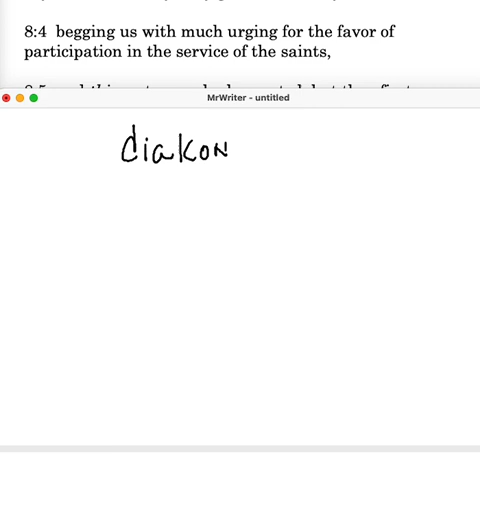 8:4 begging us with much urging for the favor of
participation in the service of the saints,
MrWriter - untitled
diakon